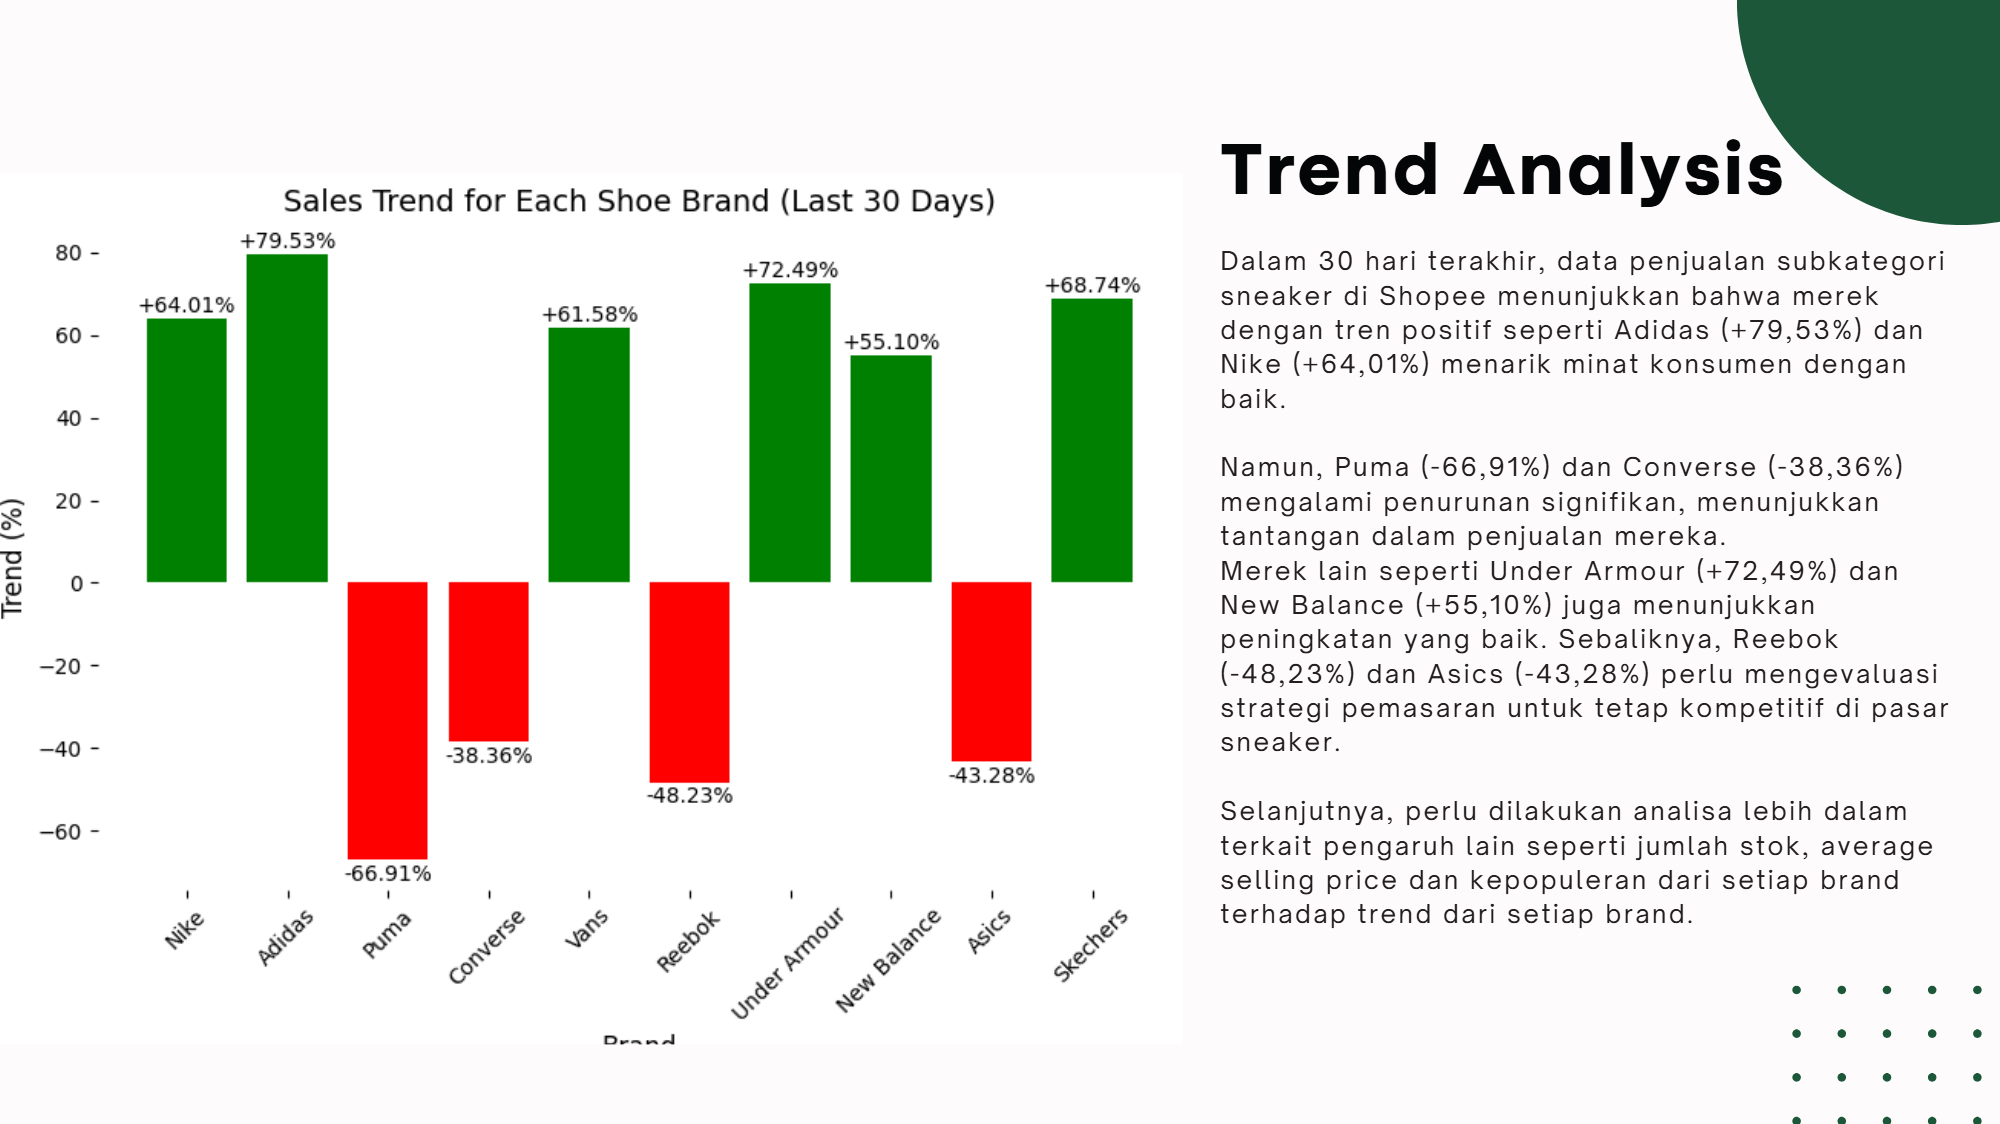 Sales Trend for Each Shoe Brand (Last 30 Days)
Trend (%)
80
60
40
20
0
−20
−40
−60
+64.01%
+79.53%
-66.91%
-38.36%
+61.58%
-48.23%
+72.49%
+55.10%
-43.28%
+68.74%
Nike
Adidas
Puma
Converse
Vans
Reebok
Under Armour
New Balance
Asics
Skechers
Brand
Trend Analysis
Dalam 30 hari terakhir, data penjualan subkategori
sneaker di Shopee menunjukkan bahwa merek
dengan tren positif seperti Adidas (+79,53%) dan
Nike (+64,01%) menarik minat konsumen dengan
baik.
Namun, Puma (-66,91%) dan Converse (-38,36%)
mengalami penurunan signifikan, menunjukkan
tantangan dalam penjualan mereka.
Merek lain seperti Under Armour (+72,49%) dan
New Balance (+55,10%) juga menunjukkan
peningkatan yang baik. Sebaliknya, Reebok
(-48,23%) dan Asics (-43,28%) perlu mengevaluasi
strategi pemasaran untuk tetap kompetitif di pasar
sneaker.
Selanjutnya, perlu dilakukan analisa lebih dalam
terkait pengaruh lain seperti jumlah stok, average
selling price dan kepopuleran dari setiap brand
terhadap trend dari setiap brand.